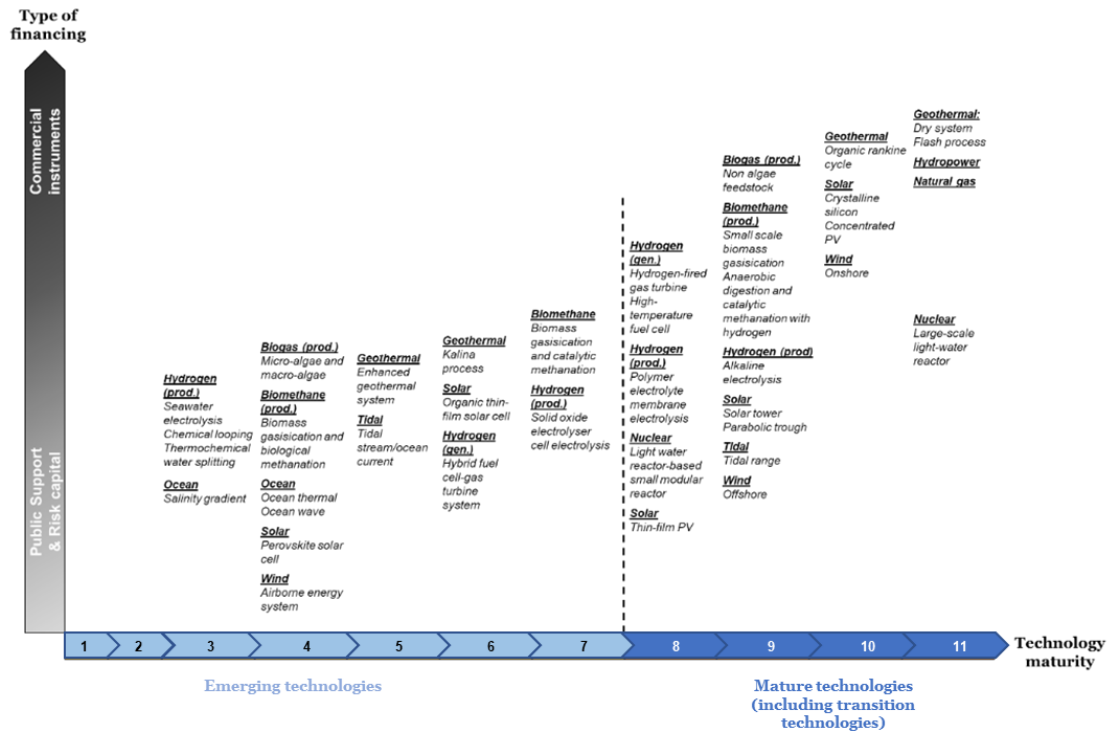 Type of
financing
Commercial
instruments
Public Support
& Risk capital
Hydrogen
(prod.)
Seawater
electrolysis
Chemical looping
Thermochemical
water splitting
Ocean
Salinity gradient
Biogas (prod.)
Micro-algae and
macro-algae
Biomethane
(prod.)
Biomass
gasisication and
biological
methanation
Ocean
Ocean thermal
Ocean wave
Solar
Perovskite solar
cell
Wind
Airborne energy
system
Geothermal
Enhanced
geothermal
system
Tidal
Tidal
stream/ocean
current
Geothermal
Kalina
process
Solar
Organic thin-
film solar cell
Hydrogen
(gen.)
Hybrid fuel
cell-gas
turbine
system
Biomethane
Biomass
gasisication
and catalytic
methanation
Hydrogen
(prod.)
Solid oxide
electrolyser
cell electrolysis
Hydrogen
(gen.)
Hydrogen-fired
gas turbine
High-
temperature
fuel cell
Hydrogen
(prod.)
Polymer
electrolyte
membrane
electrolysis
Nuclear
Light water
reactor-based
small modular
reactor
Solar
Thin-film PV
Biogas (prod.)
Non algae
feedstock
Biomethane
(prod.)
Small scale
biomass
gasisication
Anaerobic
digestion and
catalytic
methanation with
hydrogen
Hydrogen (prod)
Alkaline
electrolysis
Solar
Solar tower
Parabolic trough
Tidal
Tidal range
Wind
Offshore
Geothermal
Organic rankine
cycle
Solar
Crystalline
silicon
Concentrated
PV
Wind
Onshore
Geothermal:
Dry system
Flash process
Hydropower
Natural gas
Nuclear
Large-scale
light-water
reactor
1 2 3 4 5 6 7 8 9 10 11
Technology
maturity
Emerging technologies
Mature technologies
(including transition
technologies)